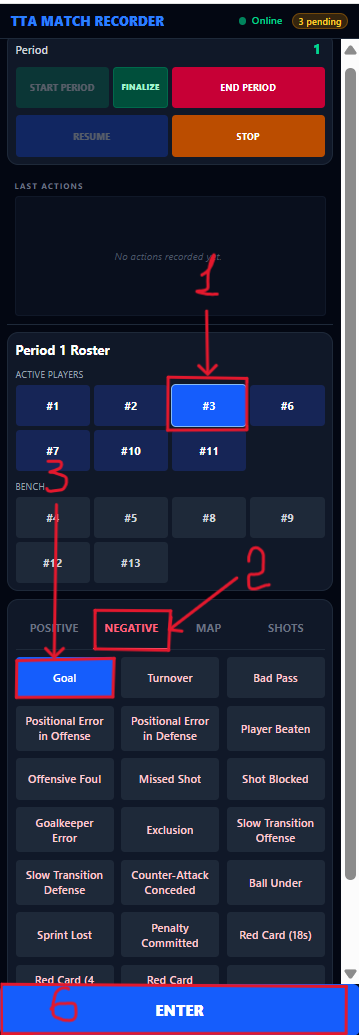 TTA MATCH RECORDER Online 3 pending
Period 1
START PERIOD FINALIZE END PERIOD
RESUME STOP
LAST ACTIONS
No actions recorded yet.
1
Period 1 Roster
ACTIVE PLAYERS
#1 #2 #3 #6
#7 #10 #11
3
BENCH
#4 #5 #8 #9
#12 #13
2
POSITIVE NEGATIVE MAP SHOTS
Goal Turnover Bad Pass
Positional Error
in Offense
Positional Error
in Defense
Player Beaten
Offensive Foul Missed Shot Shot Blocked
Goalkeeper
Error
Exclusion
Slow Transition
Offense
Slow Transition
Defense
Counter-Attack
Conceded
Ball Under
Sprint Lost
Penalty
Committed
Red Card (18s)
Red Card (4 Red Card
6
ENTER